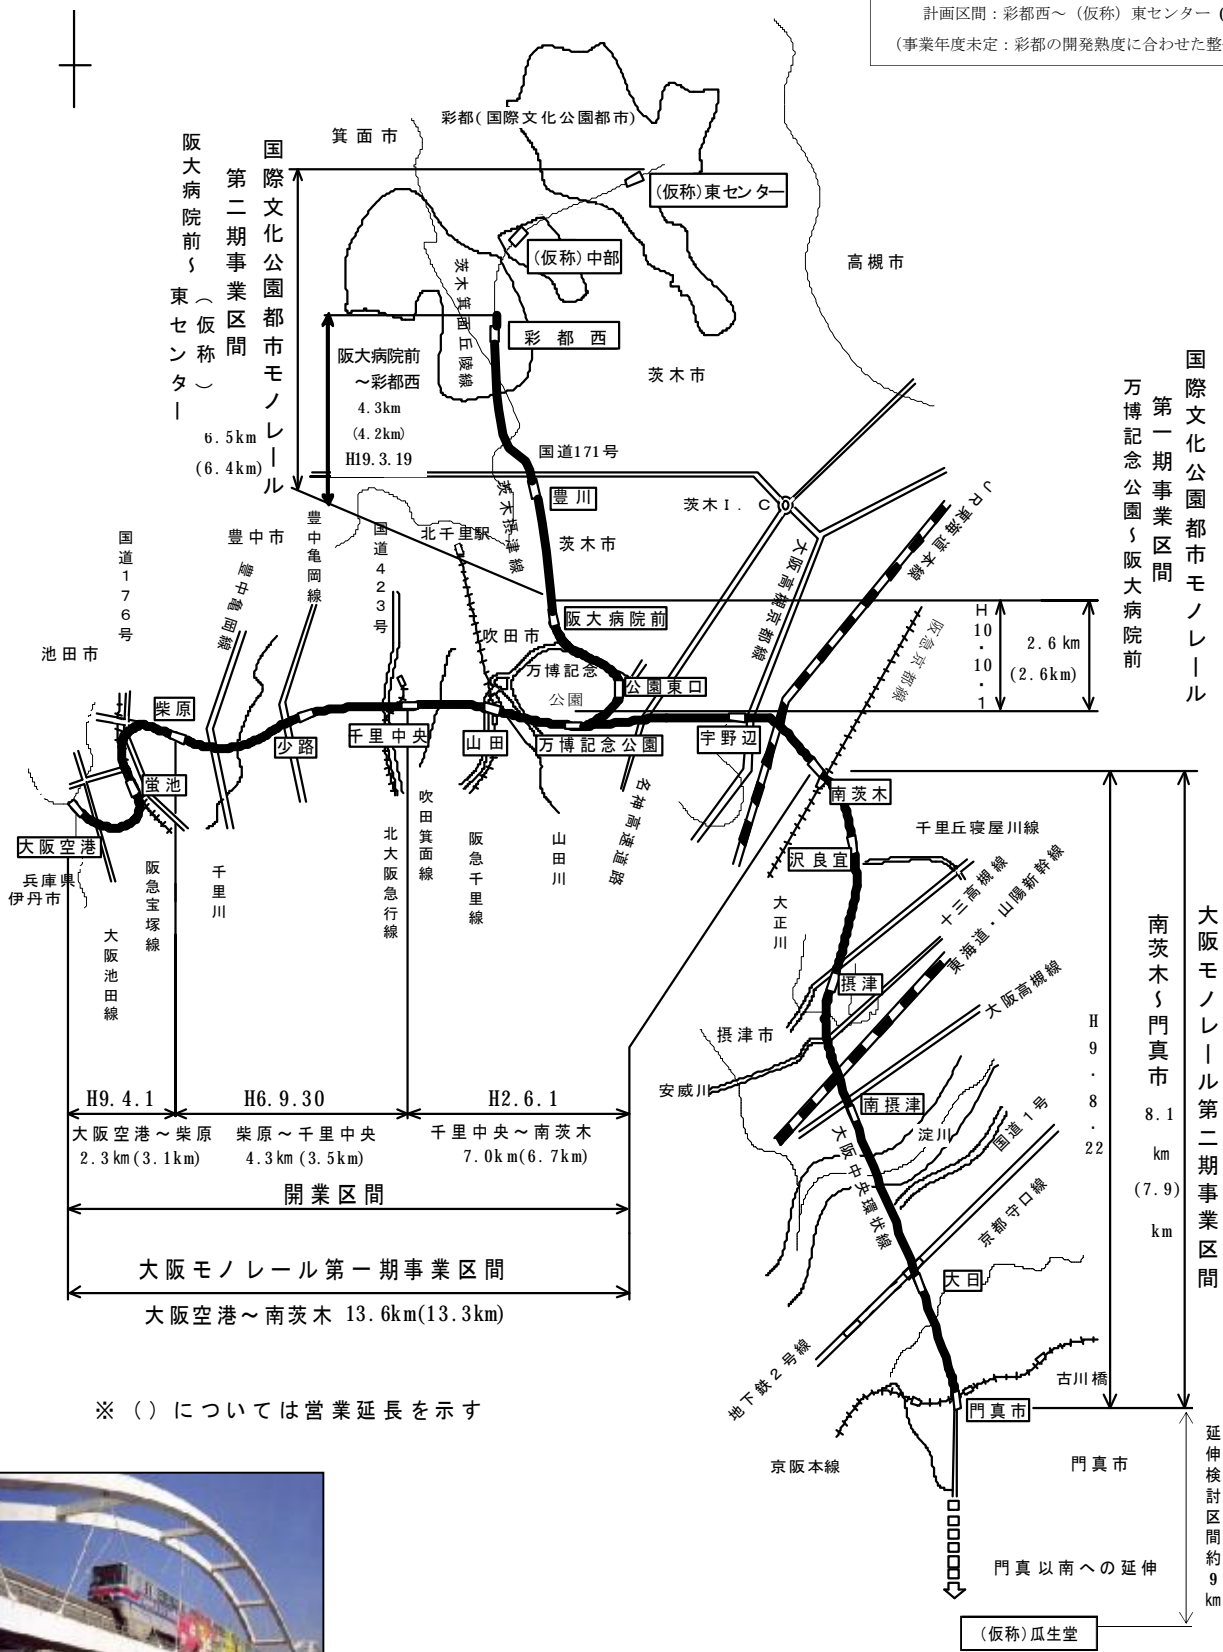 計画区間：彩都西～（仮称）東センター
（事業年度未定：彩都の開発熟度に合わせた整
彩都(国際文化公園都市)
箕面市
国際文化公園都市モノレール
第二期事業区間
阪大病院前～（仮称）東センター
6.5km
(6.4km)
(仮称)東センター
(仮称)中部
高槻市
茨木箕面丘陵線
彩都西
阪大病院前
～彩都西
4.3km
(4.2km)
H19.3.19
茨木市
国道171号
豊川
茨木摂津線
茨木I.C
茨木市
JR東海道本線
国際文化公園都市モノレール
第一期事業区間
万博記念公園～阪大病院前
H10・10・1
2.6km
(2.6km)
国道176号
豊中市
豊中亀岡線
豊中亀岡線
国道423号
北千里駅
大阪高槻京都線
阪急京都線
池田市
吹田市
阪大病院前
万博記念
公園
公園東口
柴原
少路
千里中央
山田
万博記念公園
宇野辺
蛍池
南茨木
大阪空港
兵庫県
伊丹市
大阪池田線
阪急宝塚線
千里川
北大阪急行線
吹田箕面線
阪急千里線
山田川
名神高速道路
千里丘寝屋川線
沢良宜
大正川
十三高槻線
東海道・山陽新幹線
摂津
大阪高槻線
摂津市
安威川
南摂津
淀川
国道1号
大阪中央環状線
京都守口線
大日
地下鉄2号線
古川橋
門真市
京阪本線
門真市
門真以南への延伸
(仮称)瓜生堂
延伸検討区間約9km
大阪モノレール第二期事業区間
南茨木～門真市
8.1
km
(7.9)
km
H9・8・22
H9.4.1
H6.9.30
H2.6.1
大阪空港～柴原
柴原～千里中央
千里中央～南茨木
2.3km(3.1km)
4.3km(3.5km)
7.0km(6.7km)
開業区間
大阪モノレール第一期事業区間
大阪空港～南茨木 13.6km(13.3km)
※（）については営業延長を示す